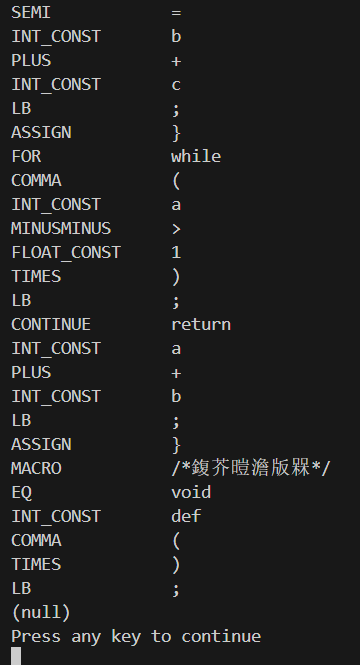 SEMI =
INT_CONST b
PLUS +
INT_CONST c
LB ;
ASSIGN }
FOR while
COMMA (
INT_CONST a
MINUSMINUS >
FLOAT_CONST 1
TIMES )
LB ;
CONTINUE return
INT_CONST a
PLUS +
INT_CONST b
LB ;
ASSIGN }
MACRO /*鍑芥暟澹版槑*/
EQ void
INT_CONST def
COMMA (
TIMES )
LB ;
(null)
Press any key to continue